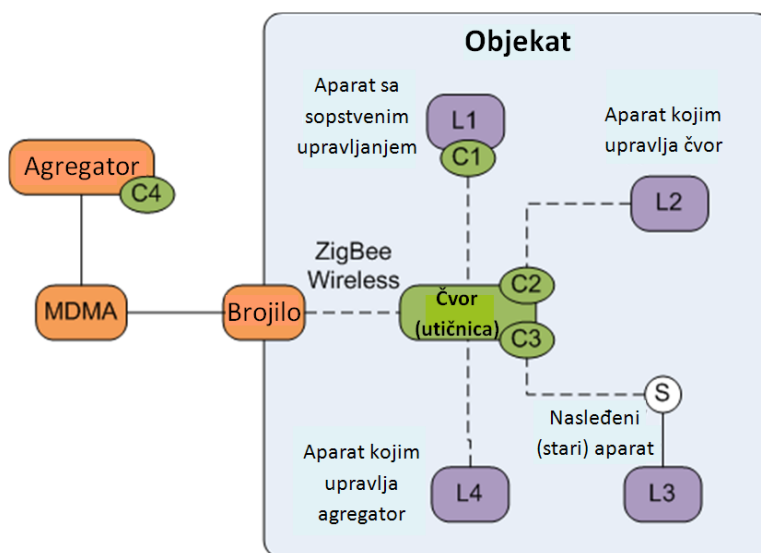 Objekat
Aparat sa
sopstvenim
upravljanjem
L1
C1
Aparat kojim
upravlja čvor
L2
Agregator
C4
ZigBee
Wireless
MDMA
Brojilo
Čvor
(utičnica)
C2
C3
S
Nasleđeni
(stari) aparat
L3
Aparat kojim
upravlja
agregator
L4